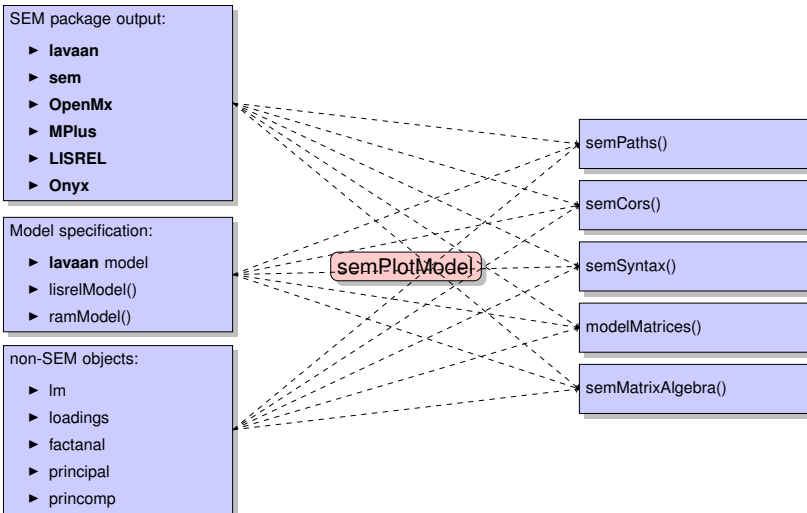 SEM package output:
► lavaan
► sem
► OpenMx
► MPlus
► LISREL
► Onyx
Model specification:
► lavaan model
► lisrelModel()
► ramModel()
non-SEM objects:
► lm
► loadings
► factanal
► principal
► princomp
semPlotModel
semPaths()
semCors()
semSyntax()
modelMatrices()
semMatrixAlgebra()